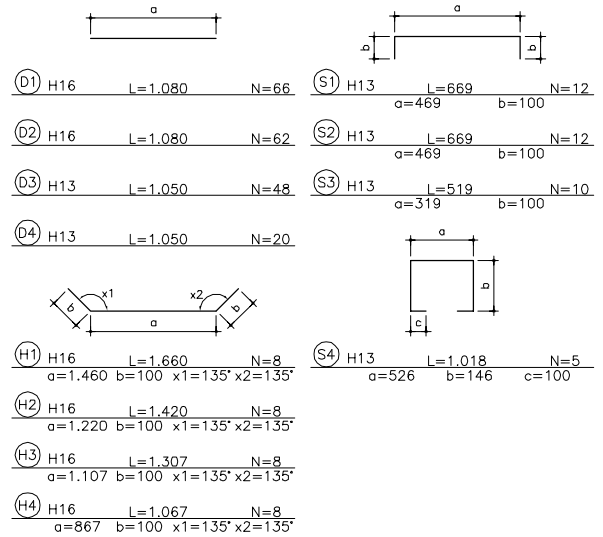 a
D1 H16 L=1.080 N=66
D2 H16 L=1.080 N=62
D3 H13 L=1.050 N=48
D4 H13 L=1.050 N=20
x1 x2
b a b
H1 H16 L=1.660 N=8
a=1.460 b=100 x1=135° x2=135°
H2 H16 L=1.420 N=8
a=1.220 b=100 x1=135° x2=135°
H3 H16 L=1.307 N=8
a=1.107 b=100 x1=135° x2=135°
H4 H16 L=1.067 N=8
a=867 b=100 x1=135° x2=135°
a
b b
S1 H13 L=669 N=12
a=469 b=100
S2 H13 L=669 N=12
a=469 b=100
S3 H13 L=519 N=10
a=319 b=100
a
b
c
S4 H13 L=1.018 N=5
a=526 b=146 c=100